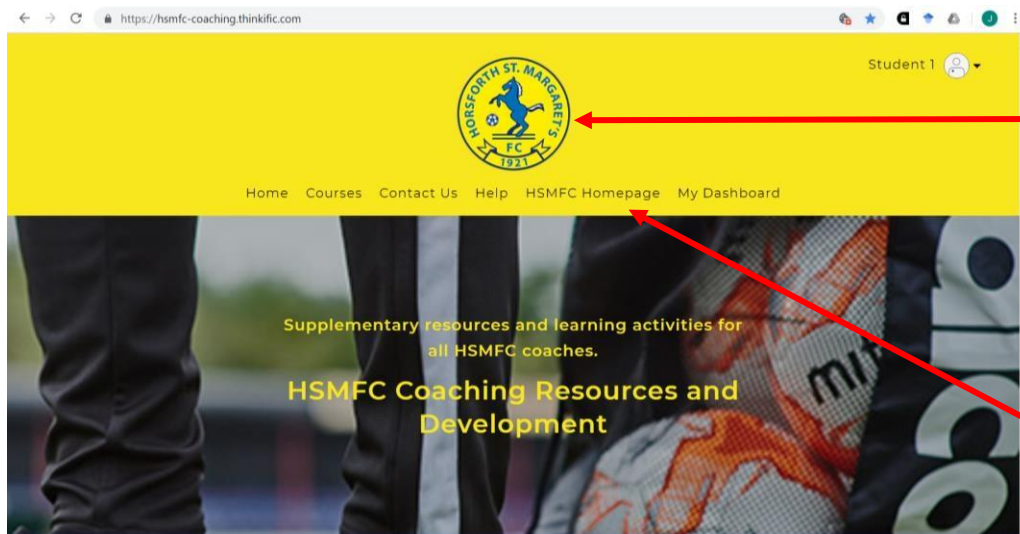 https://hsmfc-coaching.thinkific.com
J
Student 1
HORSFORTH ST. MARGARET'S
FC
1921
Home Courses Contact Us Help HSMFC Homepage My Dashboard
Supplementary resources and learning activities for
all HSMFC coaches.
HSMFC Coaching Resources and
Development